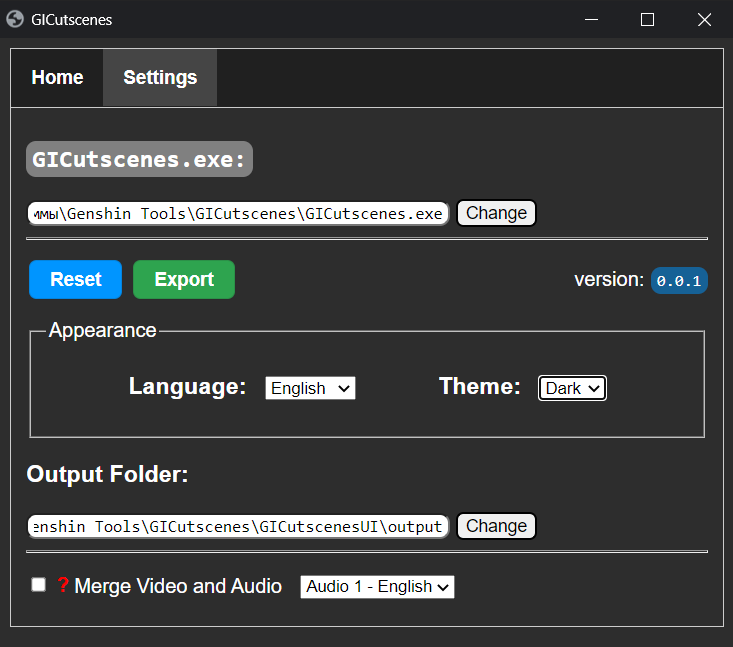 GICutscenes
Home Settings
GICutscenes.exe:
ммы\Genshin Tools\GICutscenes\GICutscenes.exe Change
Reset Export version: 0.0.1
Appearance
Language: English Theme: Dark
Output Folder:
enshin Tools\GICutscenes\GICutscenesUI\output Change
? Merge Video and Audio Audio 1 - English